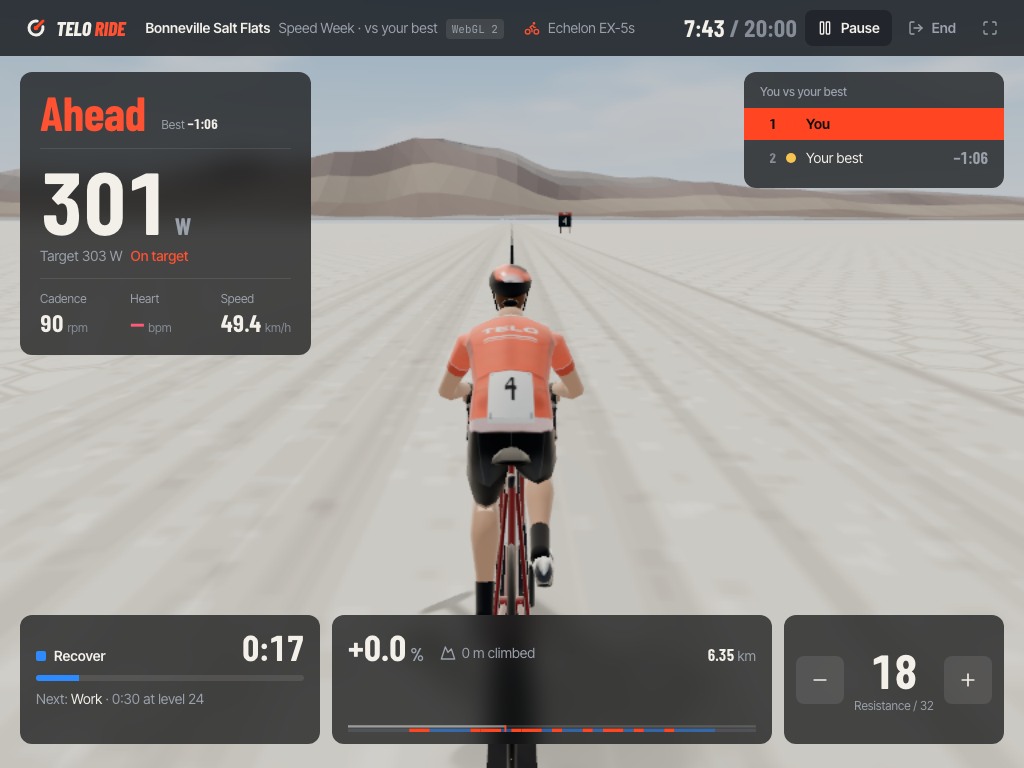 TELO RIDE Bonneville Salt Flats Speed Week · vs your best WebGL 2 Echelon EX-5s 7:43 / 20:00 Pause End
Ahead Best −1:06
301 W
Target 303 W On target
Cadence Heart Speed
90 rpm – bpm 49.4 km/h
You vs your best
1 You
2 Your best −1:06
4
TELO
4
Recover 0:17
Next: Work · 0:30 at level 24
+0.0 % 0 m climbed 6.35 km
− 18 +
Resistance / 32